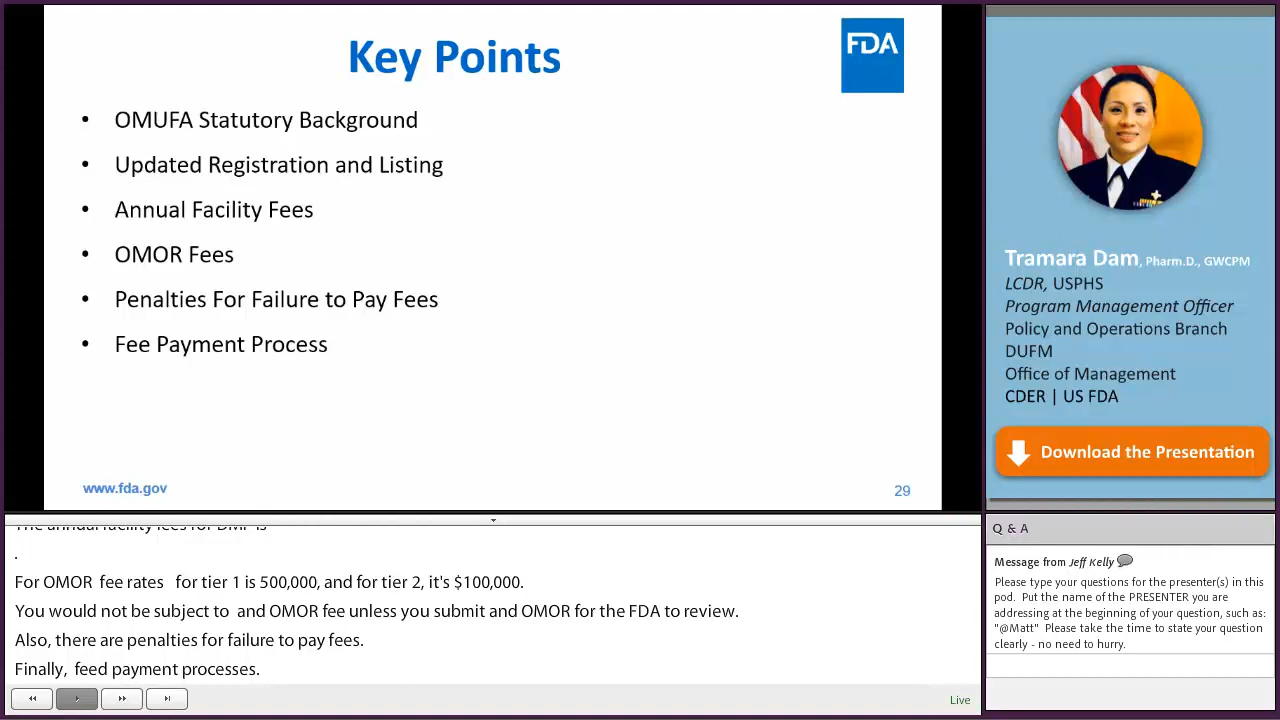 Key Points
FDA
• OMUFA Statutory Background
• Updated Registration and Listing
• Annual Facility Fees
• OMOR Fees
• Penalties For Failure to Pay Fees
• Fee Payment Process
www.fda.gov
29
Tramara Dam, Pharm.D., GWCPM
LCDR, USPHS
Program Management Officer
Policy and Operations Branch
DUFM
Office of Management
CDER | US FDA
Download the Presentation
The annual facility fees for DMF is
.
For OMOR fee rates for tier 1 is 500,000, and for tier 2, it's $100,000.
You would not be subject to and OMOR fee unless you submit and OMOR for the FDA to review.
Also, there are penalties for failure to pay fees.
Finally, feed payment processes.
Live
Q & A
Message from Jeff Kelly
Please type your questions for the presenter(s) in this
pod. Put the name of the PRESENTER you are
addressing at the beginning of your question, such as:
"@Matt" Please take the time to state your question
clearly - no need to hurry.